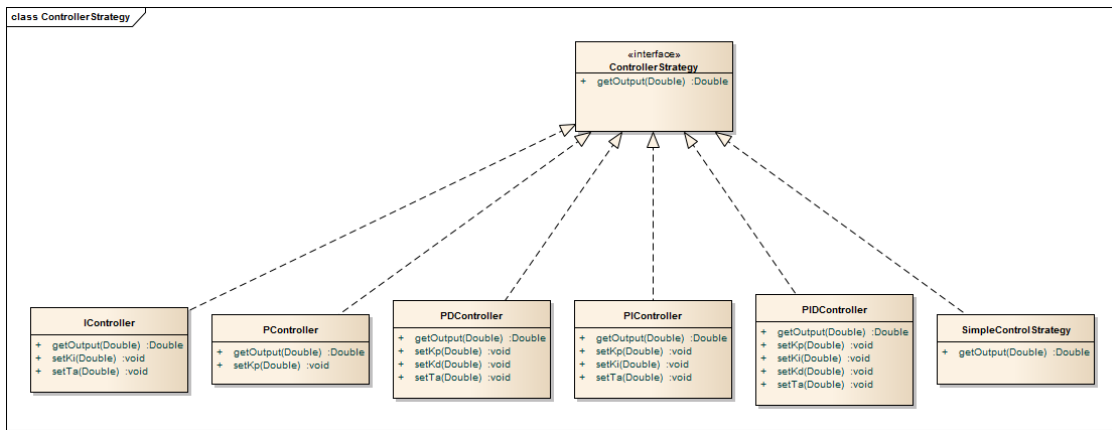 class ControllerStrategy
«interface»
ControllerStrategy
+ getOutput(Double) :Double
IController
+ getOutput(Double) :Double
+ setKi(Double) :void
+ setTa(Double) :void
PController
+ getOutput(Double) :Double
+ setKp(Double) :void
PDController
+ getOutput(Double) :Double
+ setKp(Double) :void
+ setKd(Double) :void
+ setTa(Double) :void
PIController
+ getOutput(Double) :Double
+ setKp(Double) :void
+ setKi(Double) :void
+ setTa(Double) :void
PIDController
+ getOutput(Double) :Double
+ setKp(Double) :void
+ setKi(Double) :void
+ setKd(Double) :void
+ setTa(Double) :void
SimpleControlStrategy
+ getOutput(Double) :Double